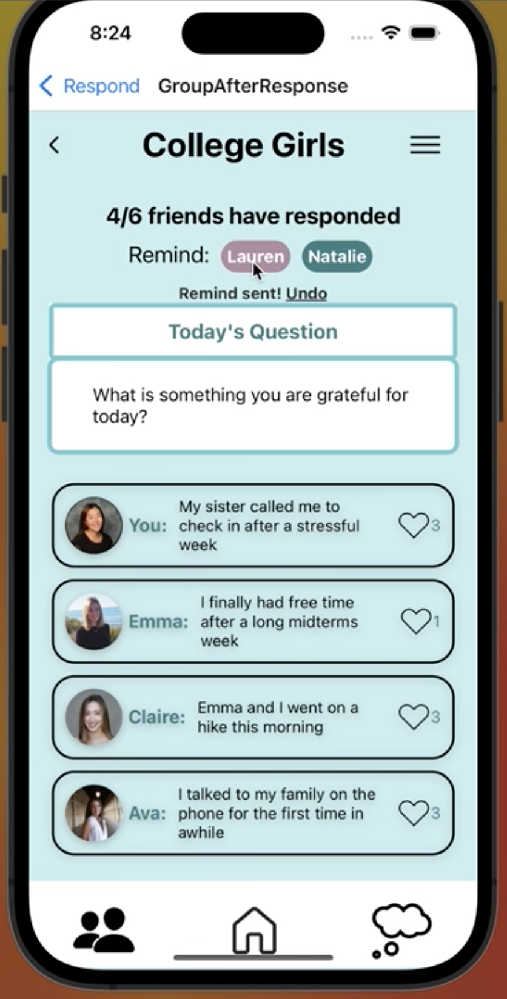 8:24
Respond GroupAfterResponse
College Girls
4/6 friends have responded
Remind: Lauren Natalie
Remind sent! Undo
Today's Question
What is something you are grateful for
today?
You: My sister called me to
check in after a stressful
week
3
Emma: I finally had free time
after a long midterms
week
1
Claire: Emma and I went on a
hike this morning
3
Ava: I talked to my family on the
phone for the first time in
awhile
3